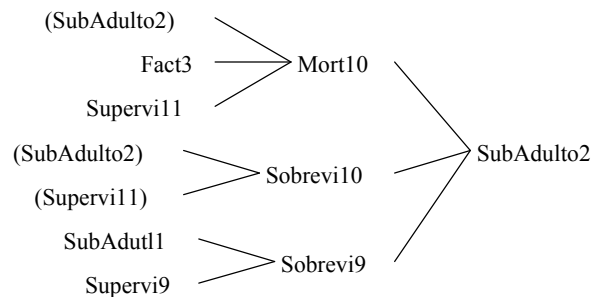 (SubAdulto2)
Fact3
Mort10
Supervi11
(SubAdulto2)
SubAdulto2
Sobrevi10
(Supervi11)
SubAdutl1
Sobrevi9
Supervi9